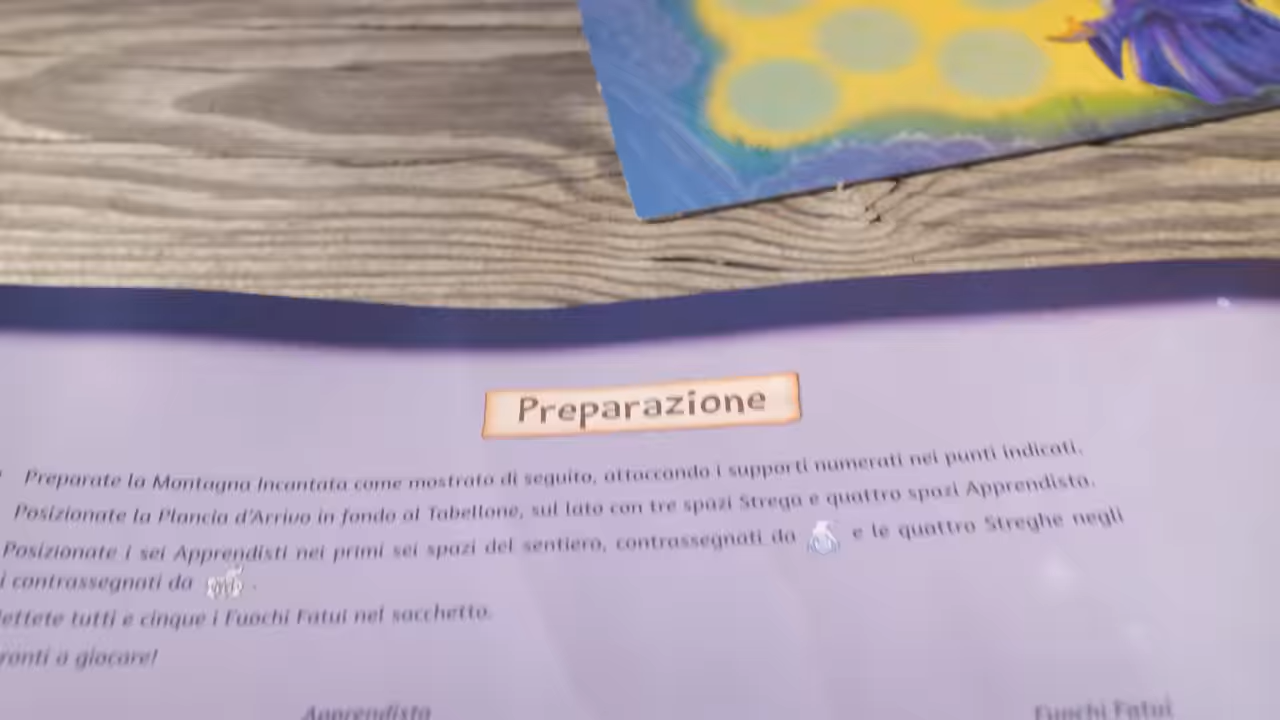 Preparazione
Preparate la Montagna Incantata come mostrato di seguito, attaccando i supporti numerati nei punti indicati.
Posizionate la Plancia d'Arrivo in fondo al Tabellone, sul lato con tre spazi Strega e quattro spazi Apprendista.
Posizionate i sei Apprendisti nei primi sei spazi del sentiero, contrassegnati da e le quattro Streghe negli
i contrassegnati da .
ettete tutti e cinque i Fuochi Fatui nel sacchetto.
ronti a giocare!
Apprendista Fuochi Fatui